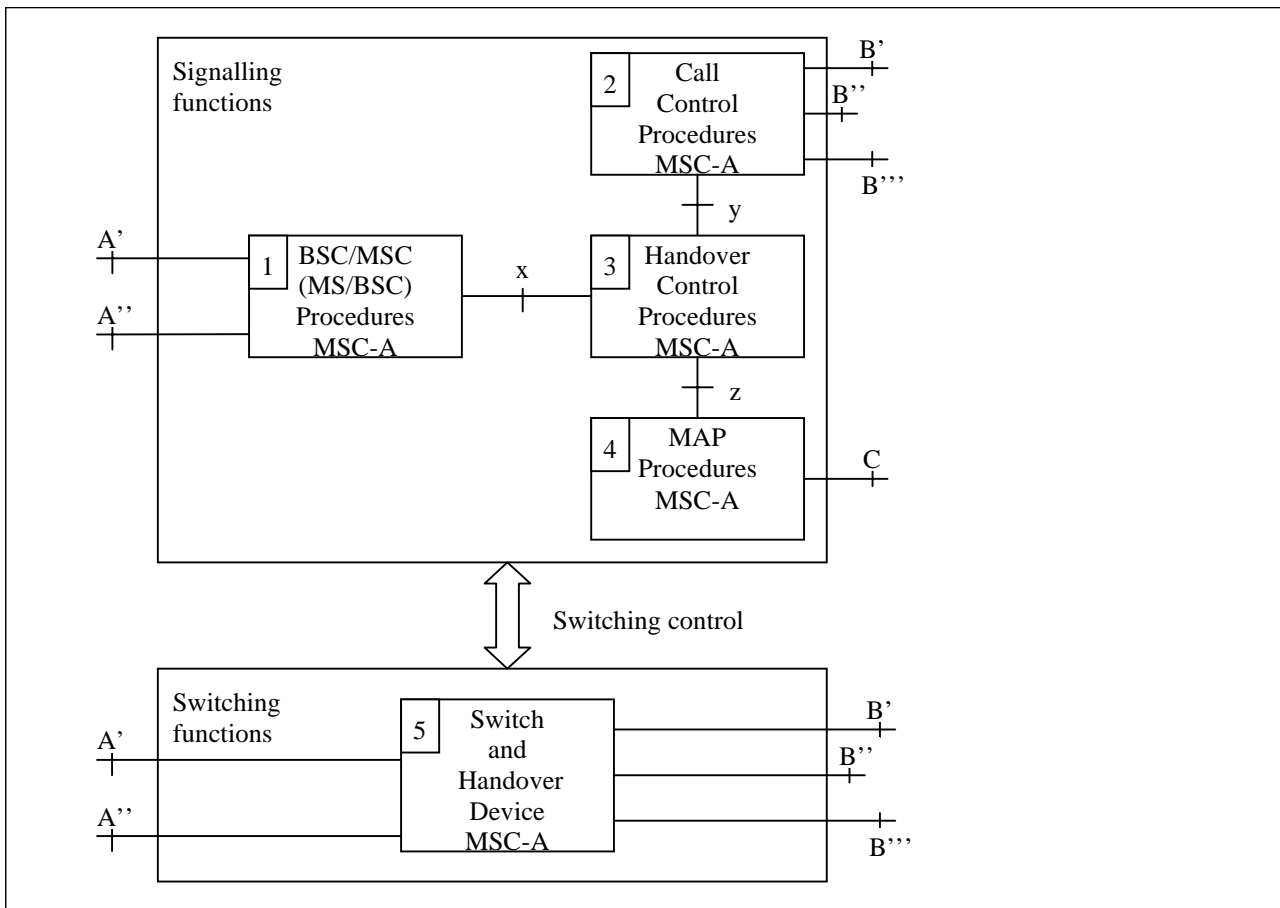 Signalling
functions
2
Call
Control
Procedures
MSC-A
B'
B’’
B’’’
y
A'
A’’
1
BSC/MSC
(MS/BSC)
Procedures
MSC-A
x
3
Handover
Control
Procedures
MSC-A
z
4
MAP
Procedures
MSC-A
C
Switching control
Switching
functions
5
Switch
and
Handover
Device
MSC-A
A'
A’’
B'
B’’
B’’’